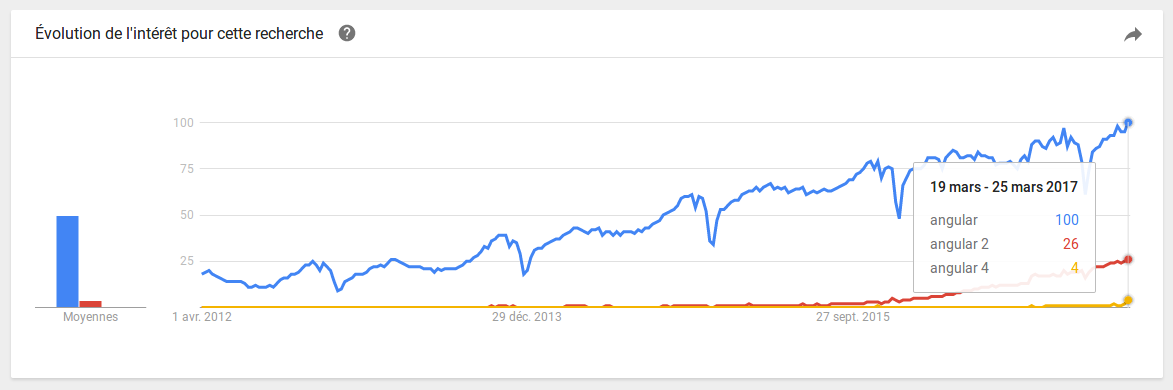 Évolution de l'intérêt pour cette recherche ?
100
75
50
25
19 mars - 25 mars 2017
angular 100
angular 2 26
angular 4 4
Moyennes
1 avr. 2012 29 déc. 2013 27 sept. 2015